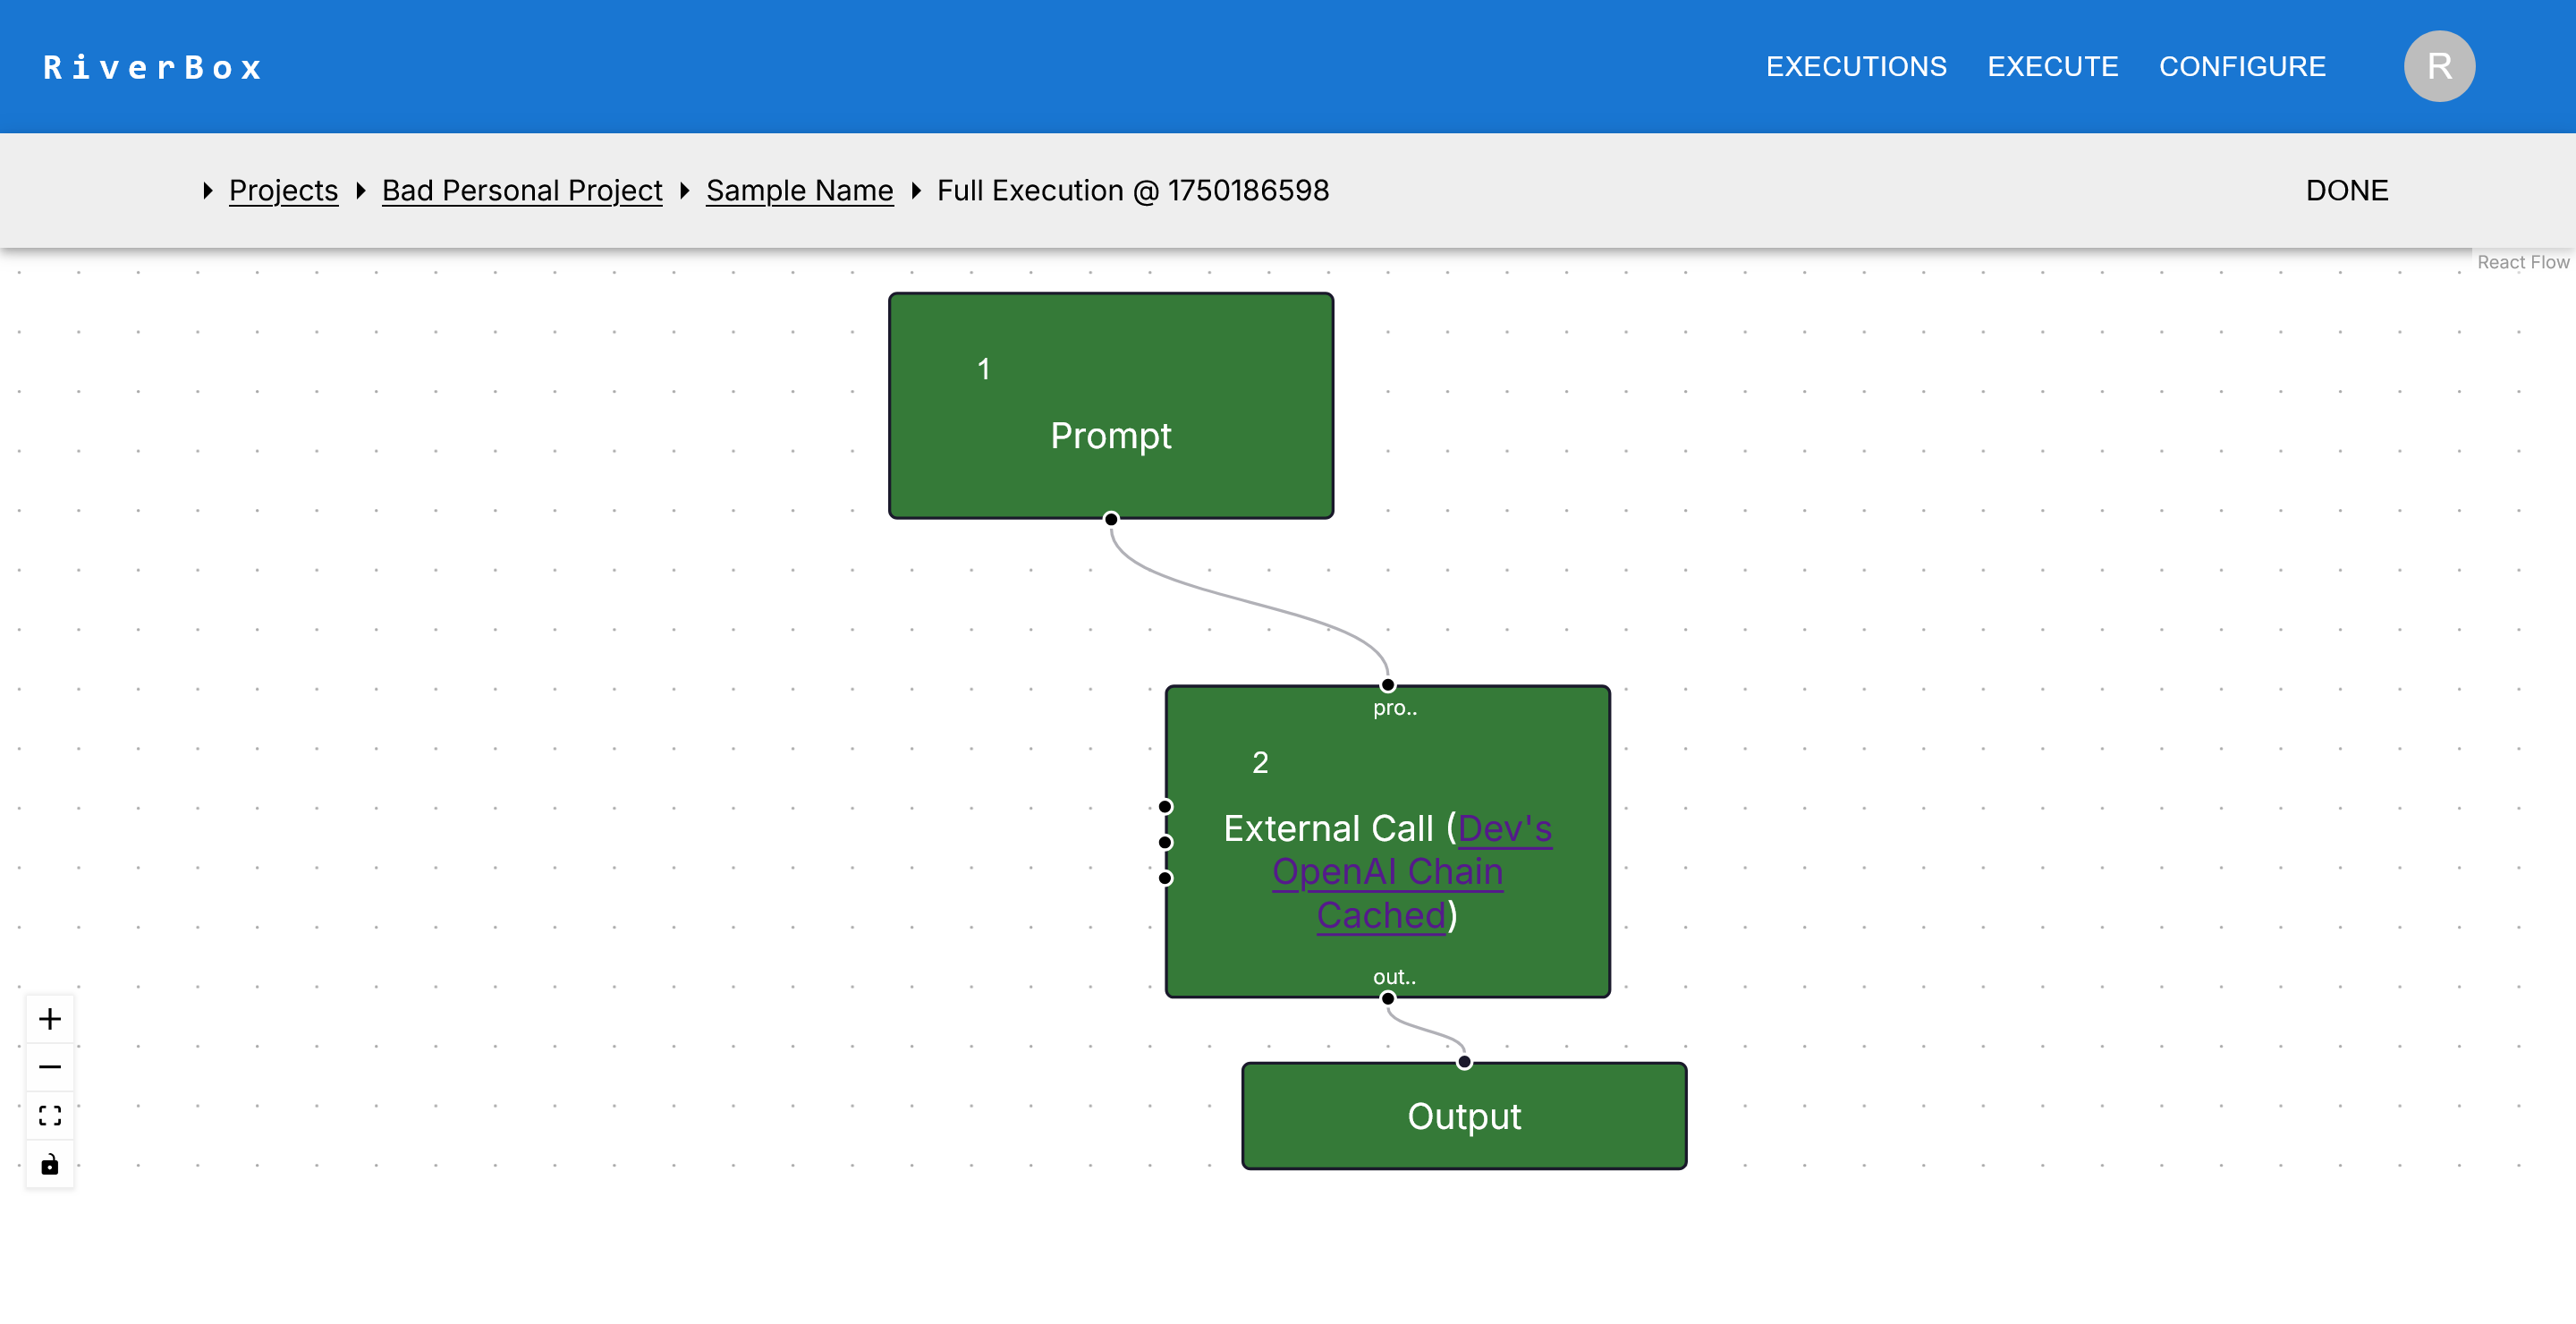 RiverBox
EXECUTIONS EXECUTE CONFIGURE R
Projects Bad Personal Project Sample Name Full Execution @ 1750186598 DONE
React Flow
1
Prompt
pro..
2
External Call (Dev's
OpenAI Chain
Cached)
out..
Output